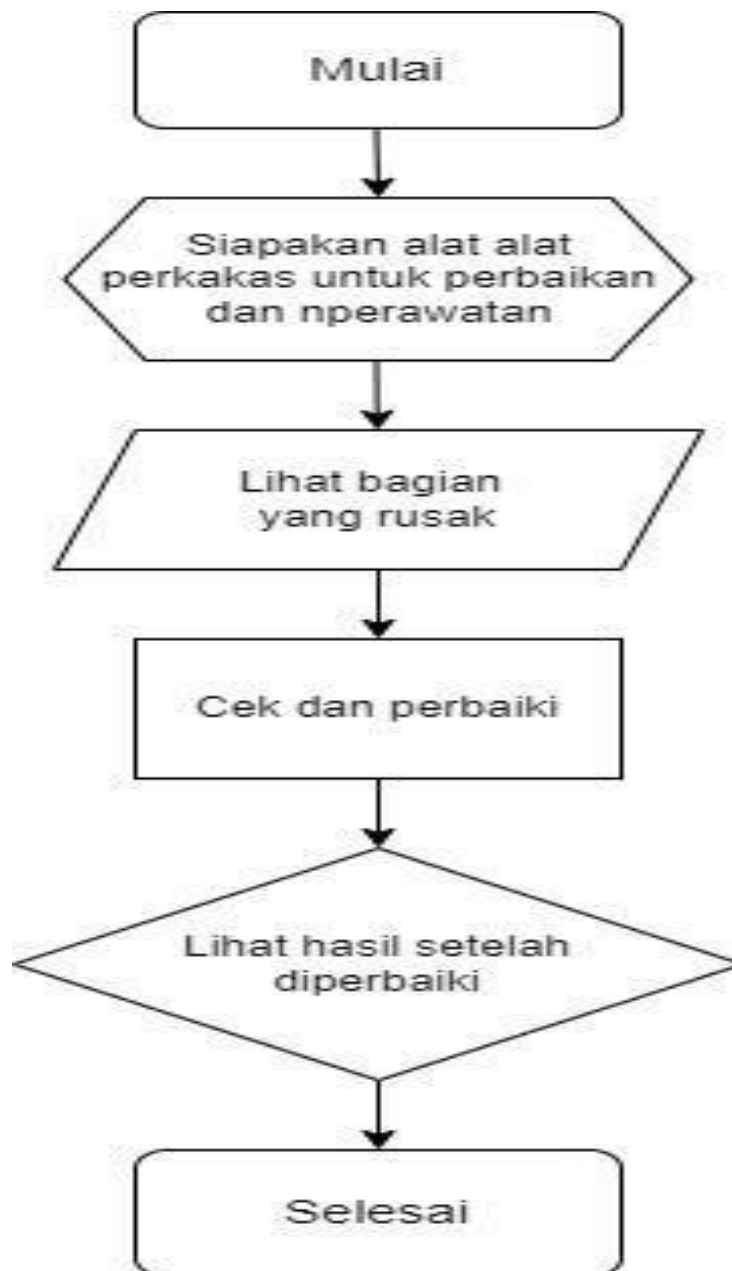 Mulai
Siapakan alat alat
perkakas untuk perbaikan
dan nperawatan
Lihat bagian
yang rusak
Cek dan perbaiki
Lihat hasil setelah
diperbaiki
Selesai